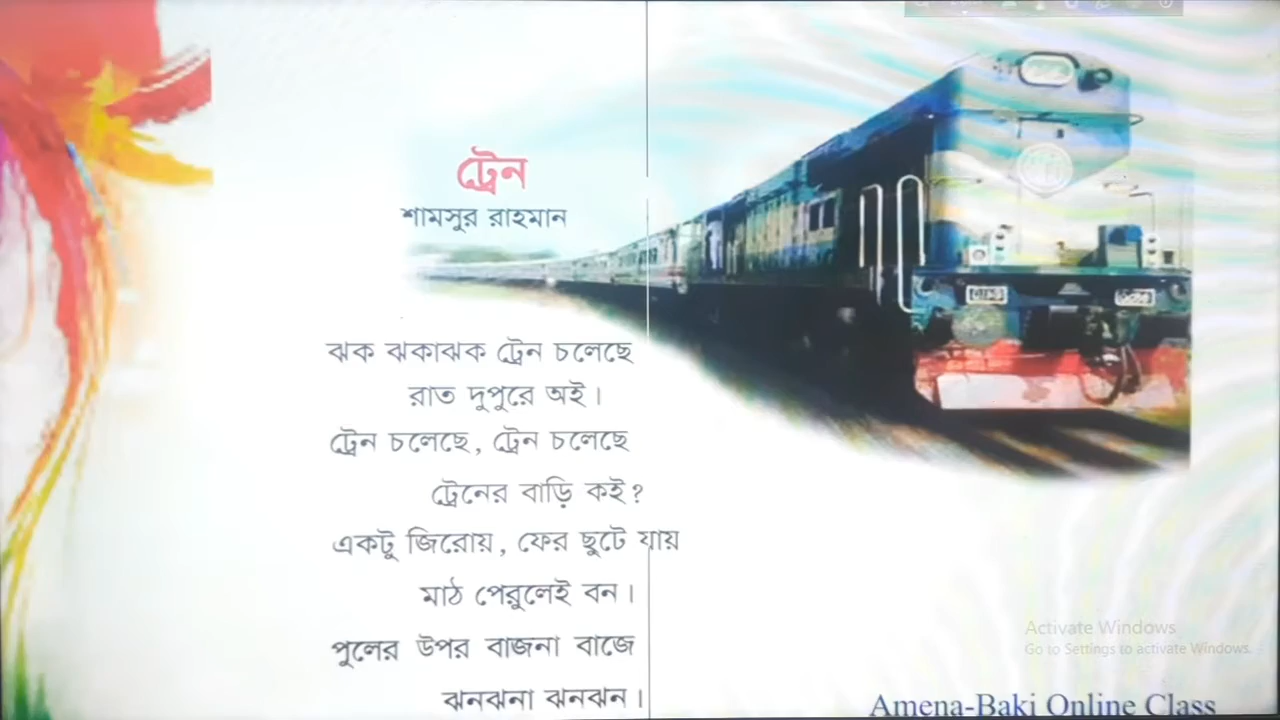 ট্রেন
শামসুর রাহমান
ঝক ঝকাঝক ট্রেন চলেছে
রাত দুপুরে অই।
ট্রেন চলেছে, ট্রেন চলেছে
ট্রেনের বাড়ি কই?
একটু জিরোয়, ফের ছুটে যায়
মাঠ পেরুলেই বন।
পুলের উপর বাজনা বাজে
ঝনঝনা ঝনঝন।
Activate Windows
Go to Settings to activate Windows.
Amena-Baki Online Class